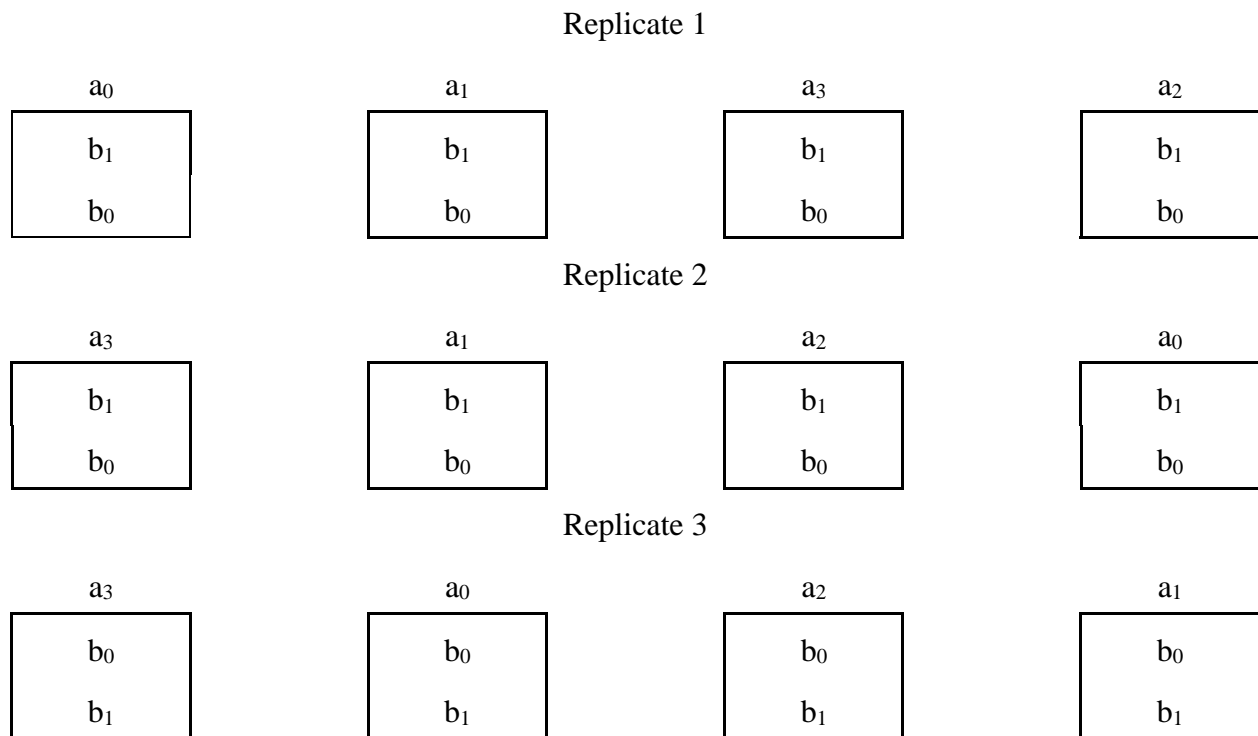 Replicate 1
a₀ a₁ a₃ a₂
b₁ b₁ b₁ b₁
b₀ b₀ b₀ b₀
Replicate 2
a₃ a₁ a₂ a₀
b₁ b₁ b₁ b₁
b₀ b₀ b₀ b₀
Replicate 3
a₃ a₀ a₂ a₁
b₀ b₀ b₀ b₀
b₁ b₁ b₁ b₁